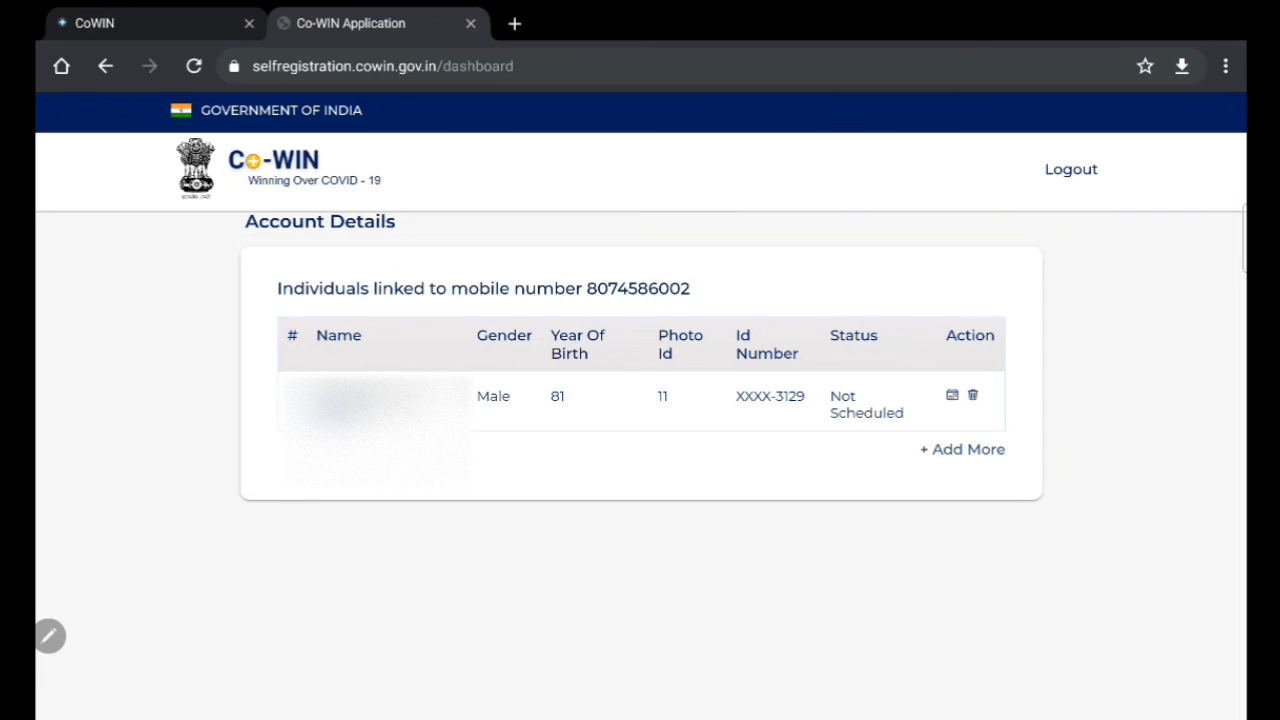 CoWIN
Co-WIN Application
selfregistration.cowin.gov.in/dashboard
GOVERNMENT OF INDIA
Co-WIN
Winning Over COVID - 19
Logout
Account Details
Individuals linked to mobile number 8074586002
# Name Gender Year Of Birth Photo Id Id Number Status Action
Male 81 11 XXXX-3129 Not Scheduled
+ Add More